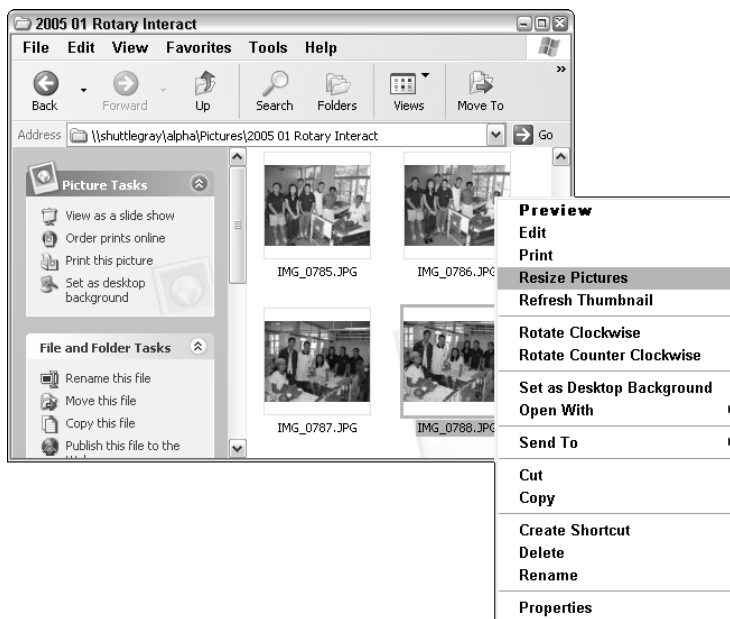 2005 01 Rotary Interact
File Edit View Favorites Tools Help
Back Forward Up Search Folders Views Move To »
Address \\shuttlegray\alpha\Pictures\2005 01 Rotary Interact Go
Picture Tasks
View as a slide show
Order prints online
Print this picture
Set as desktop
background
File and Folder Tasks
Rename this file
Move this file
Copy this file
Publish this file to the
IMG_0785.JPG IMG_0786.JPG
IMG_0787.JPG IMG_0788.JPG
Preview
Edit
Print
Resize Pictures
Refresh Thumbnail
Rotate Clockwise
Rotate Counter Clockwise
Set as Desktop Background
Open With
Send To
Cut
Copy
Create Shortcut
Delete
Rename
Properties